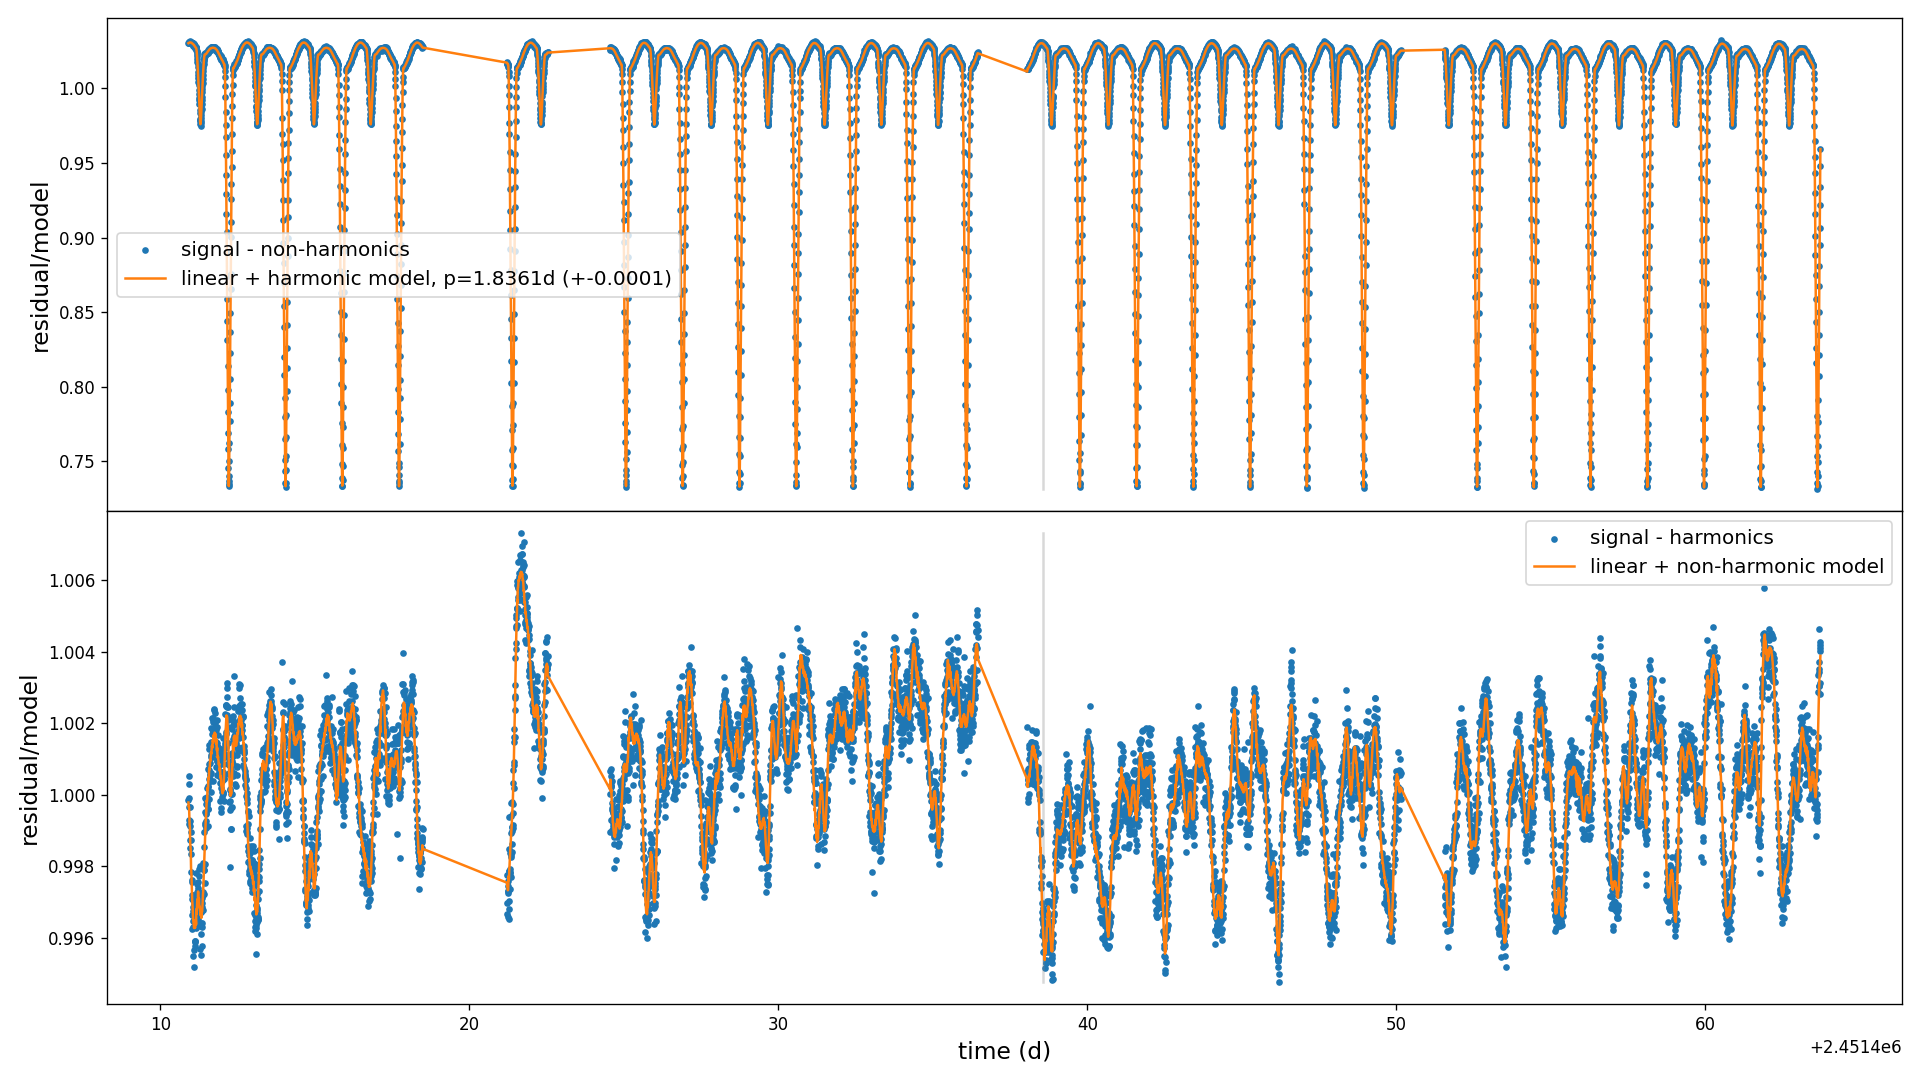 1.00
0.95
0.90
0.85
0.80
0.75
residual/model
signal - non-harmonics
linear + harmonic model, p=1.8361d (+-0.0001)
1.006
1.004
1.002
1.000
0.998
0.996
residual/model
signal - harmonics
linear + non-harmonic model
10 20 30 40 50 60
time (d)
+2.4514e6